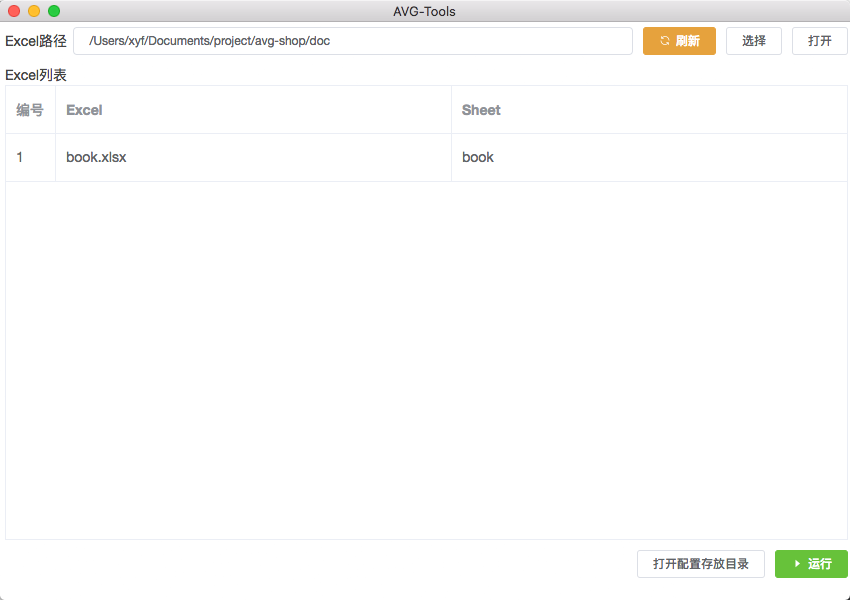 AVG-Tools
Excel路径 /Users/xyf/Documents/project/avg-shop/doc 刷新 选择 打开
Excel列表
编号 Excel Sheet
1 book.xlsx book
打开配置存放目录 运行